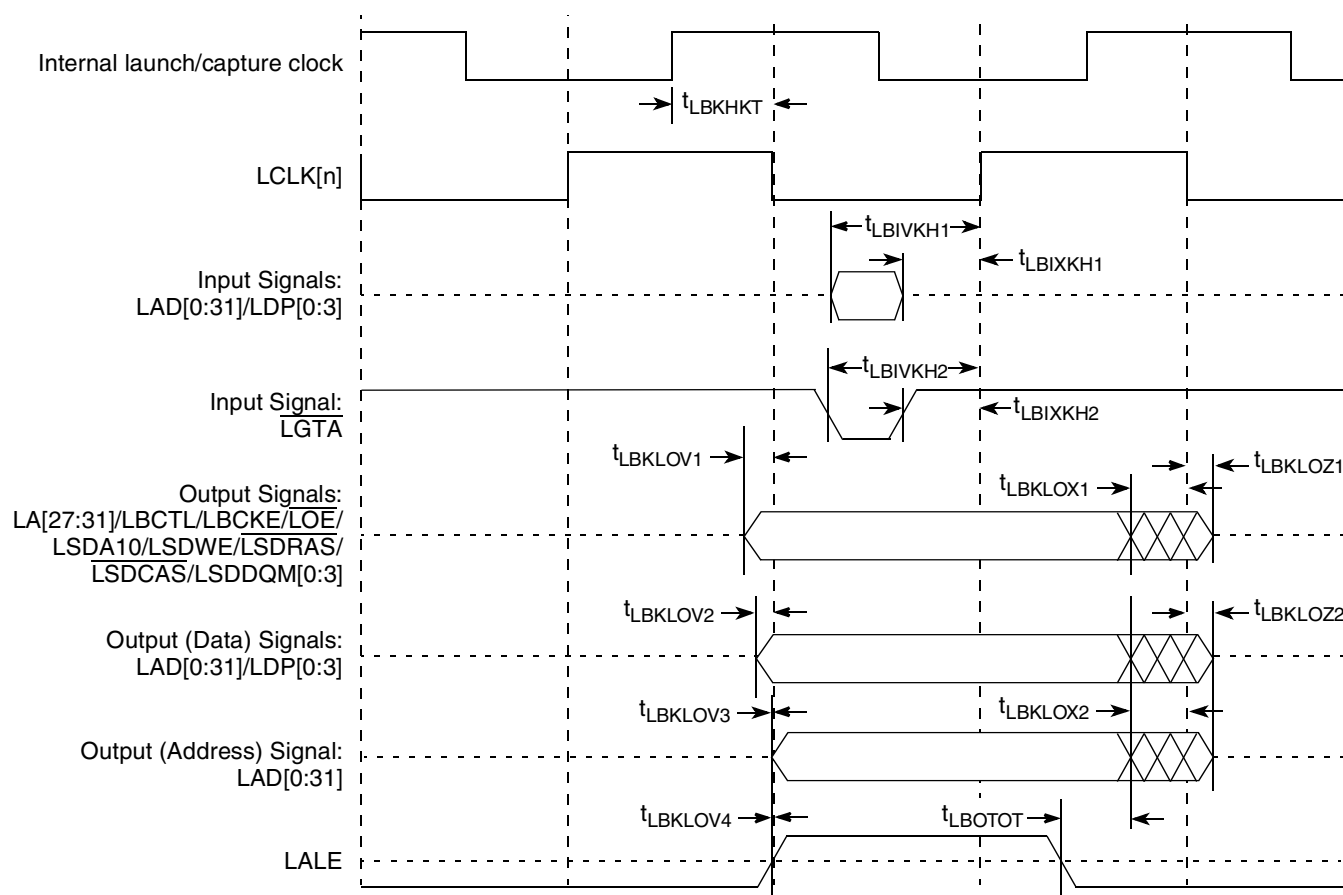 Internal launch/capture clock
tLBKHKT
LCLK[n]
tLBIVKH1
tLBIXKH1
Input Signals:
LAD[0:31]/LDP[0:3]
tLBIVKH2
Input Signal:
LGTA
tLBIXKH2
tLBKLOV1
tLBKLOZ1
tLBKLOX1
Output Signals:
LA[27:31]/LBCTL/LBCKE/LOE/
LSDA10/LSDWE/LSDRAS/
LSDCAS/LSDDQM[0:3]
tLBKLOV2
tLBKLOZ2
Output (Data) Signals:
LAD[0:31]/LDP[0:3]
tLBKLOV3
tLBKLOX2
Output (Address) Signal:
LAD[0:31]
tLBKLOV4
tLBOTOT
LALE